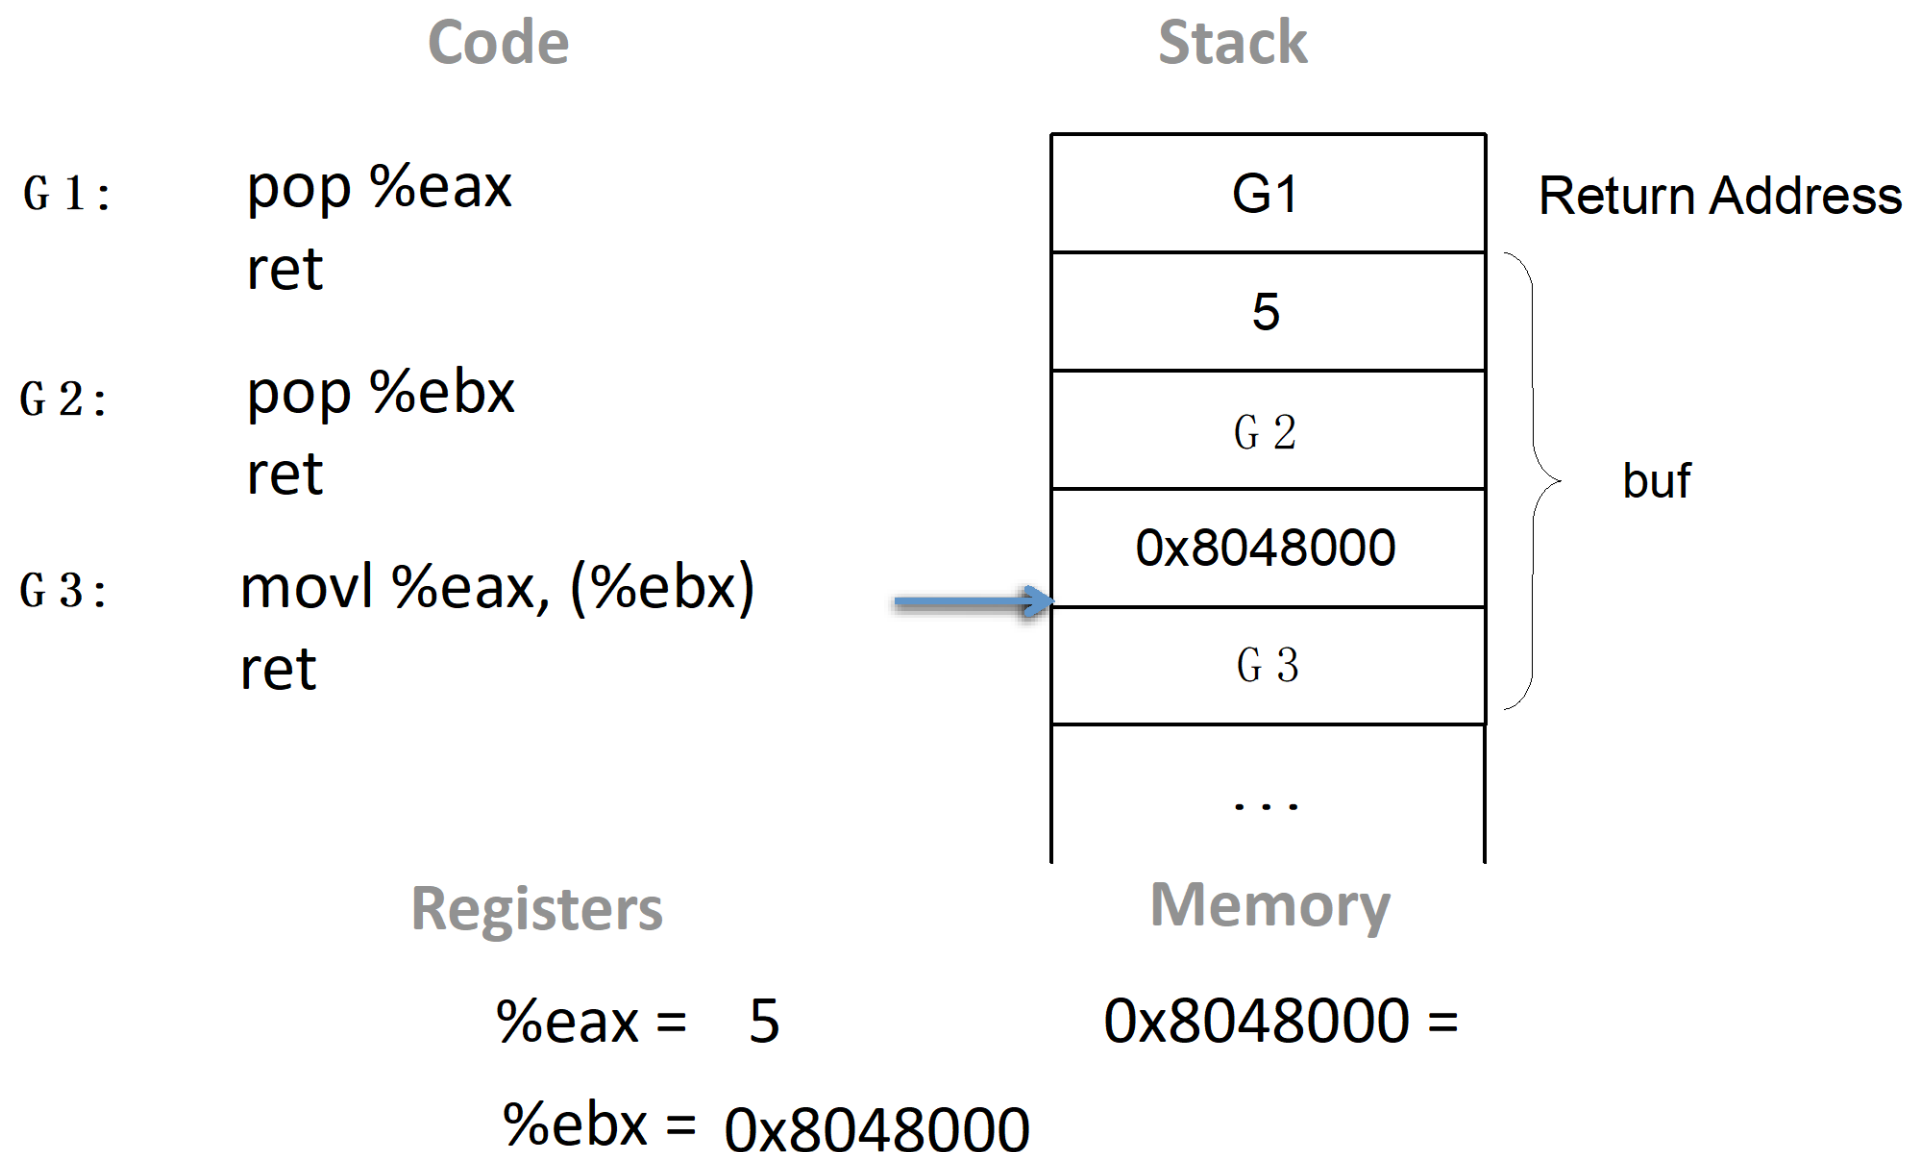 Code
Stack
G1: pop %eax
ret
G2: pop %ebx
ret
G3: movl %eax, (%ebx)
ret
G1
Return Address
5
G2
0x8048000
G3
buf
...
Registers
%eax = 5
%ebx = 0x8048000
Memory
0x8048000 =